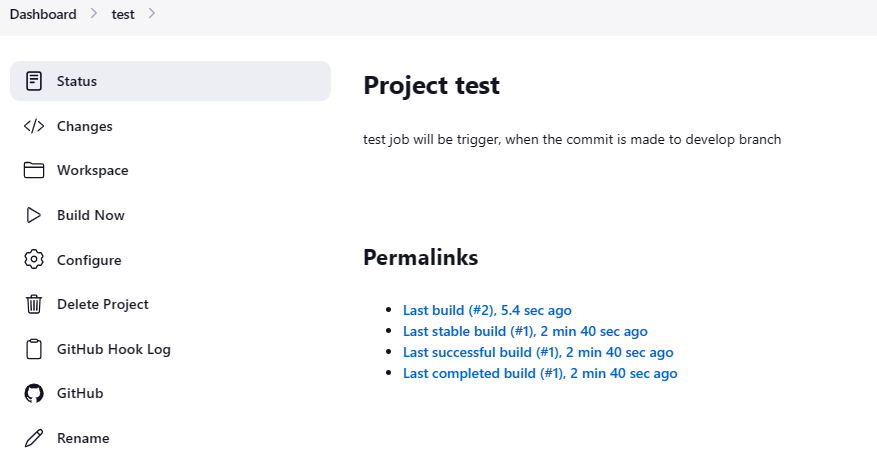 Dashboard > test >
Status
Changes
Workspace
Build Now
Configure
Delete Project
GitHub Hook Log
GitHub
Rename
Project test
test job will be trigger, when the commit is made to develop branch
Permalinks
Last build (#2), 5.4 sec ago
Last stable build (#1), 2 min 40 sec ago
Last successful build (#1), 2 min 40 sec ago
Last completed build (#1), 2 min 40 sec ago